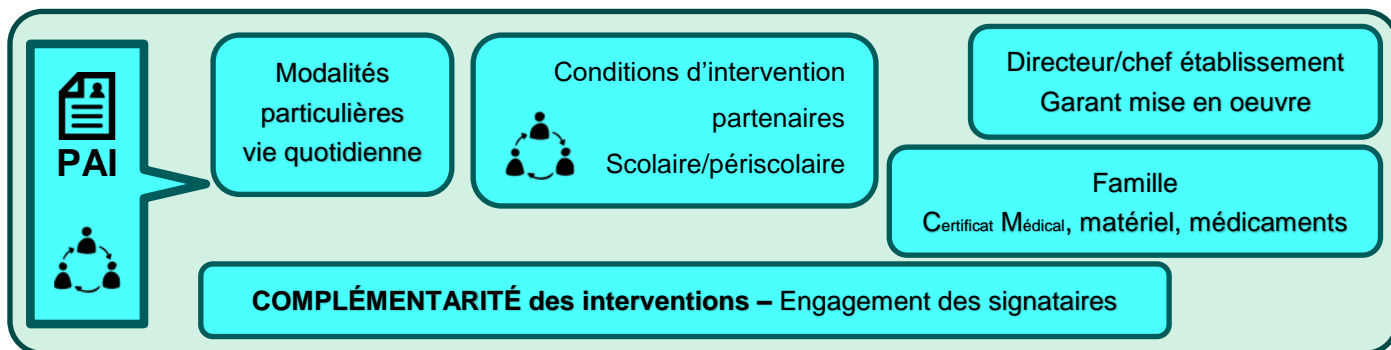 PAI
Modalités
particulières
vie quotidienne
Conditions d'intervention
partenaires
Scolaire/périscolaire
Directeur/chef établissement
Garant mise en oeuvre
Famille
Certificat Médical, matériel, médicaments
COMPLÉMENTARITÉ des interventions – Engagement des signataires